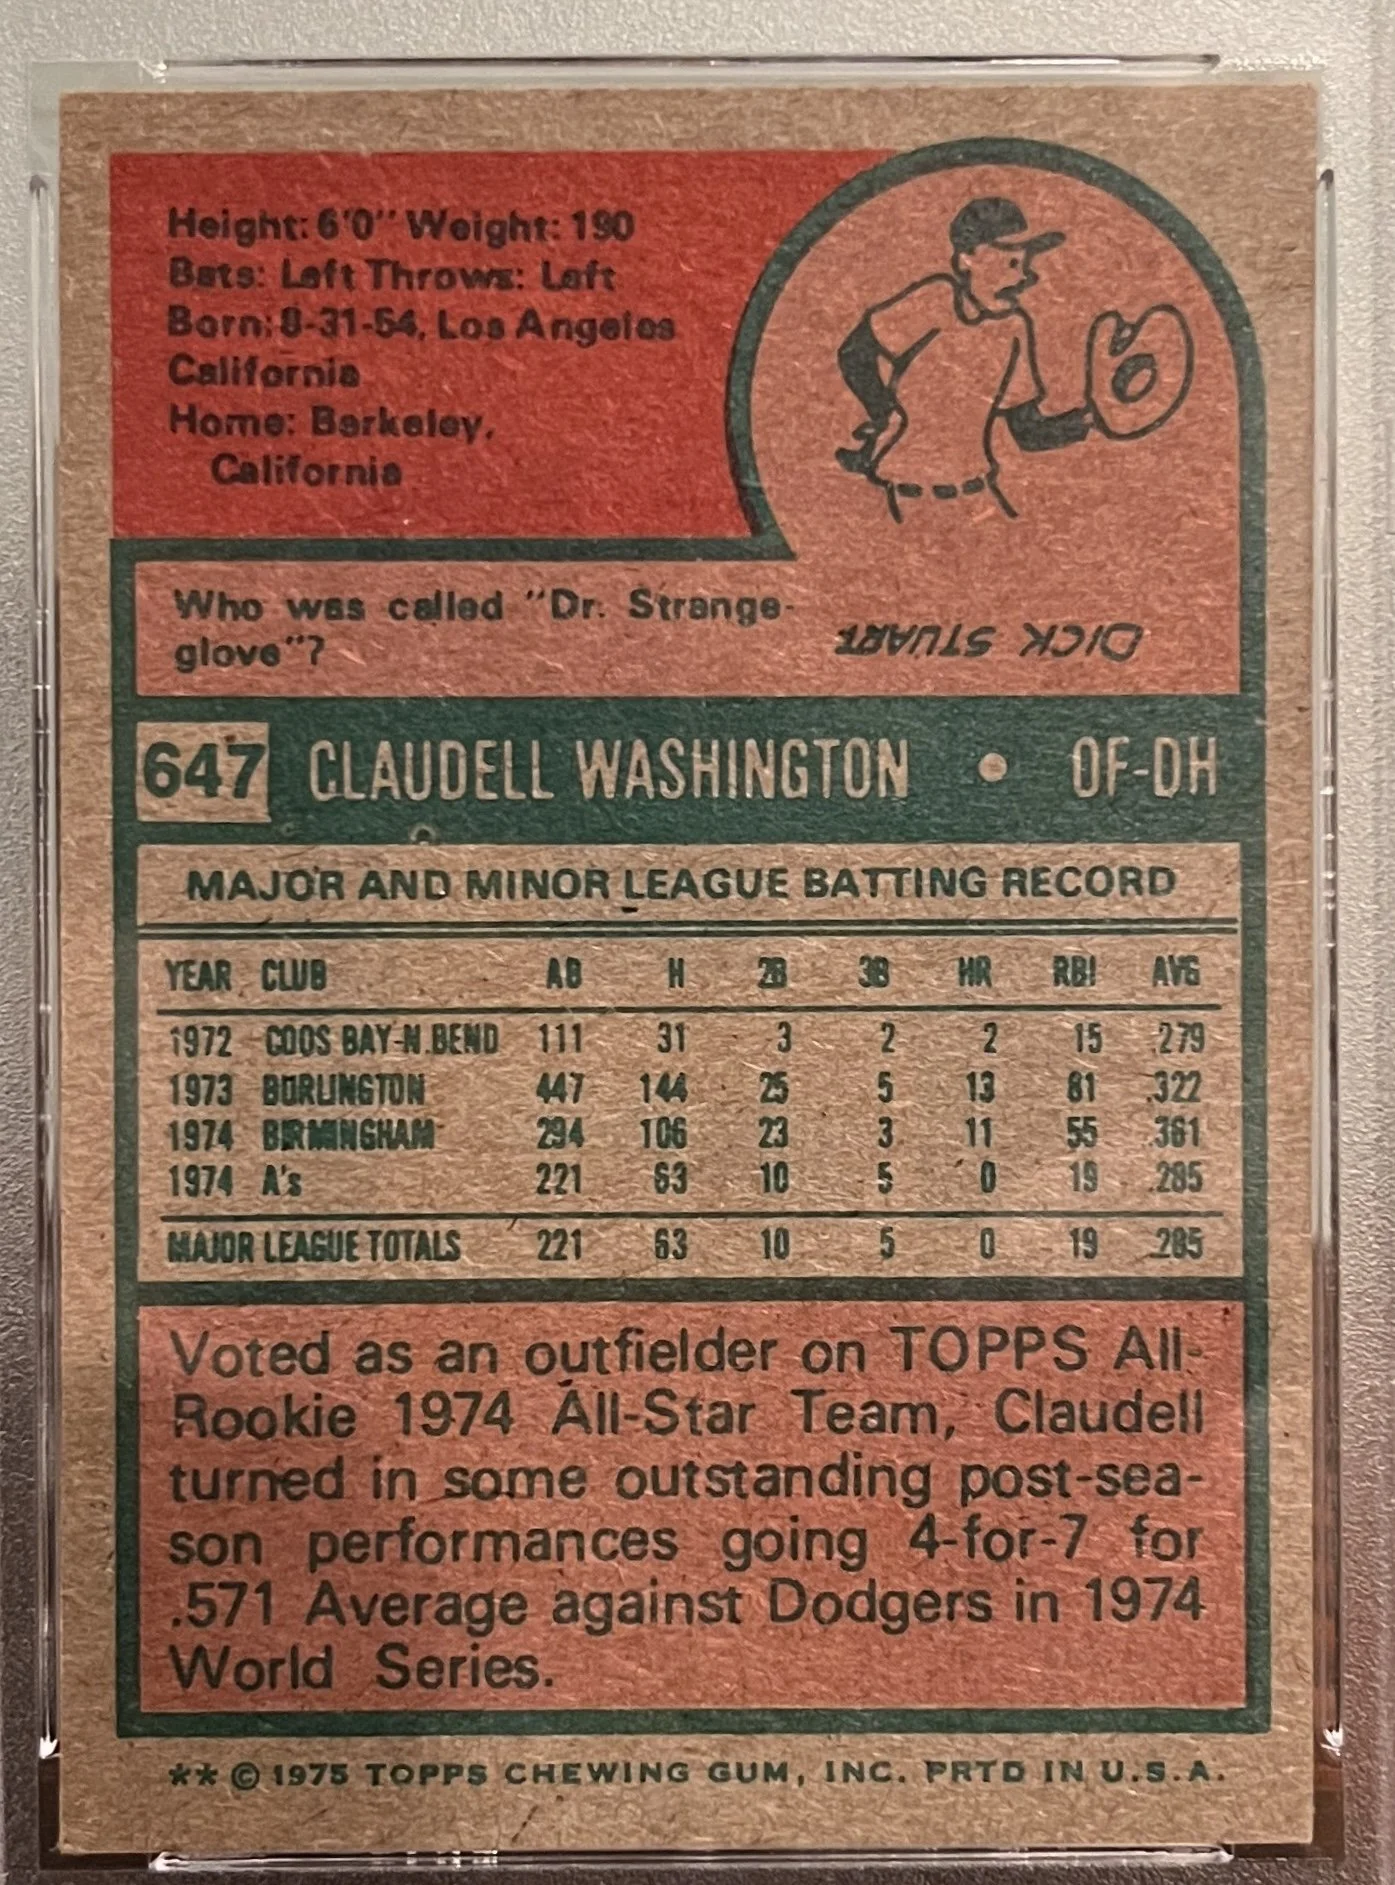 Height: 6'0" Weight: 190
Bats: Left Throws: Left
Born: 8-31-54, Los Angeles
California
Home: Berkeley,
California
Who was called "Dr. Strange-
glove"?
DICK STUART
647 CLAUDELL WASHINGTON • OF-DH
MAJOR AND MINOR LEAGUE BATTING RECORD
YEAR CLUB AB H 2B 3B HR RBI AVG
1972 COOS BAY-N.BEND 111 31 3 2 2 15 .279
1973 BURLINGTON 447 144 25 5 13 81 .322
1974 BIRMINGHAM 294 106 23 3 11 55 .361
1974 A's 221 63 10 5 0 19 .285
MAJOR LEAGUE TOTALS 221 63 10 5 0 19 .285
Voted as an outfielder on TOPPS All-
Rookie 1974 All-Star Team, Claudell
turned in some outstanding post-sea-
son performances going 4-for-7 for
.571 Average against Dodgers in 1974
World Series.
** © 1975 TOPPS CHEWING GUM, INC. PRTD IN U.S.A.